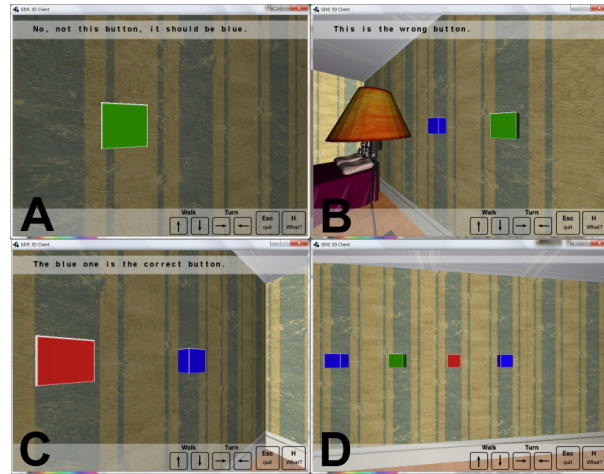 GIVE 3D Client
No, not this button, it should be blue.
Walk Turn
Esc quit
H What?
A
GIVE 3D Client
This is the wrong button.
Walk Turn
Esc quit
H What?
B
GIVE 3D Client
The blue one is the correct button.
Walk Turn
Esc quit
H What?
C
GIVE 3D Client
Walk Turn
Esc quit
H What?
D